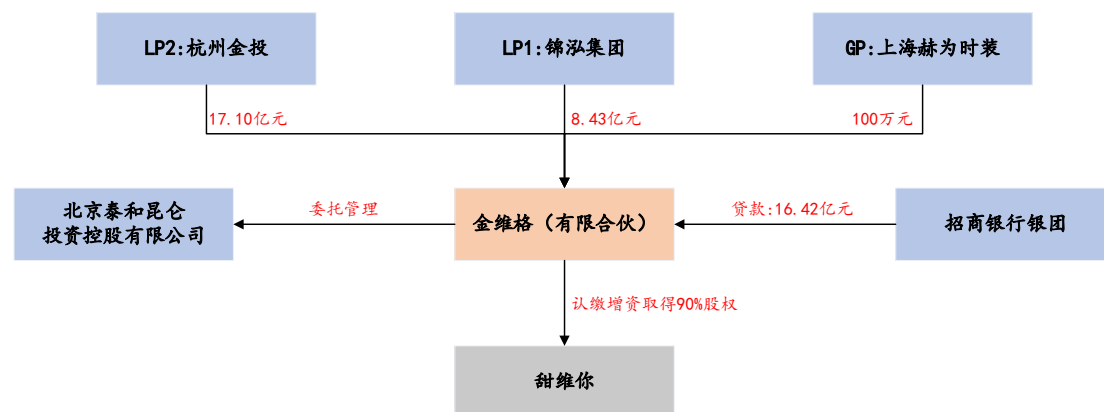 LP2:杭州金投
LP1:锦泓集团
GP:上海赫为时装
17.10亿元
8.43亿元
100万元
北京泰和昆仑
投资控股有限公司
委托管理
金维格（有限合伙）
贷款:16.42亿元
招商银行银团
认缴增资取得90%股权
甜维你